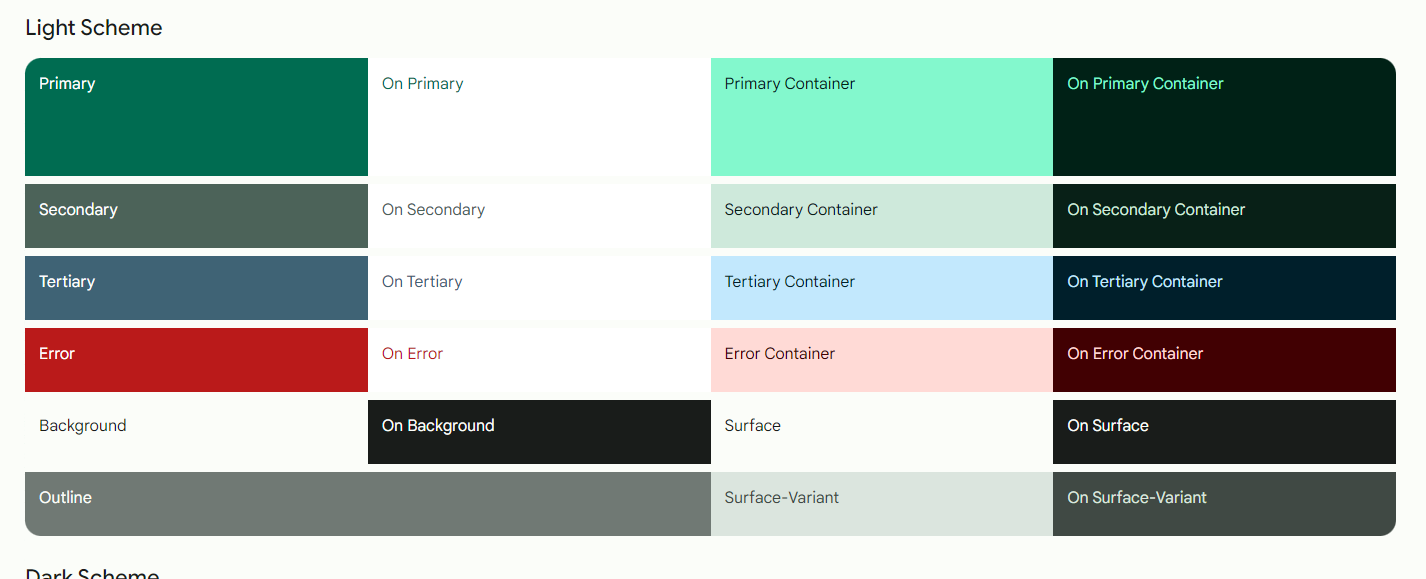 Light Scheme
Primary
On Primary
Primary Container
On Primary Container
Secondary
On Secondary
Secondary Container
On Secondary Container
Tertiary
On Tertiary
Tertiary Container
On Tertiary Container
Error
On Error
Error Container
On Error Container
Background
On Background
Surface
On Surface
Outline
Surface-Variant
On Surface-Variant
Dark Scheme